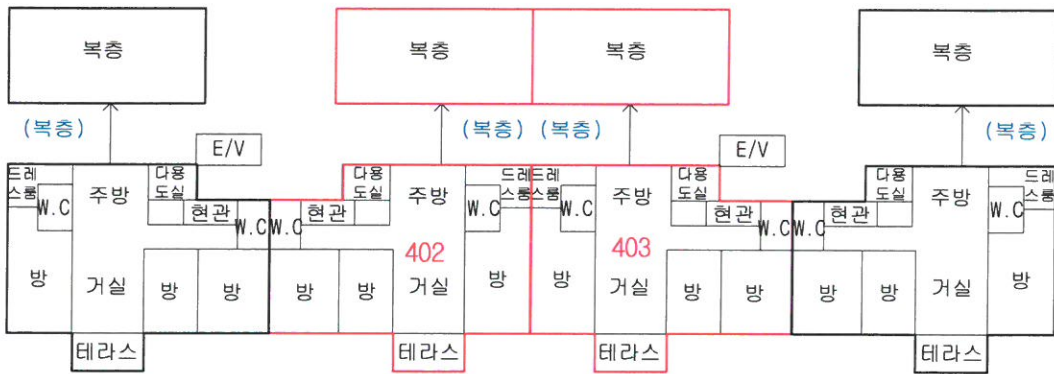 복층 복층 복층 복층
(복층) (복층) (복층) (복층)
E/V E/V
드레스룸 W.C 주방 다용도실 현관 W.C
W.C 현관 다용도실 주방 W.C 드레스룸
드레스룸 W.C 주방 다용도실 현관 W.C
W.C 현관 다용도실 주방 W.C 드레스룸
402 403
방 거실 방 방 방 방 거실 방 방 거실 방 방 방 방 거실 방
테라스 테라스 테라스 테라스